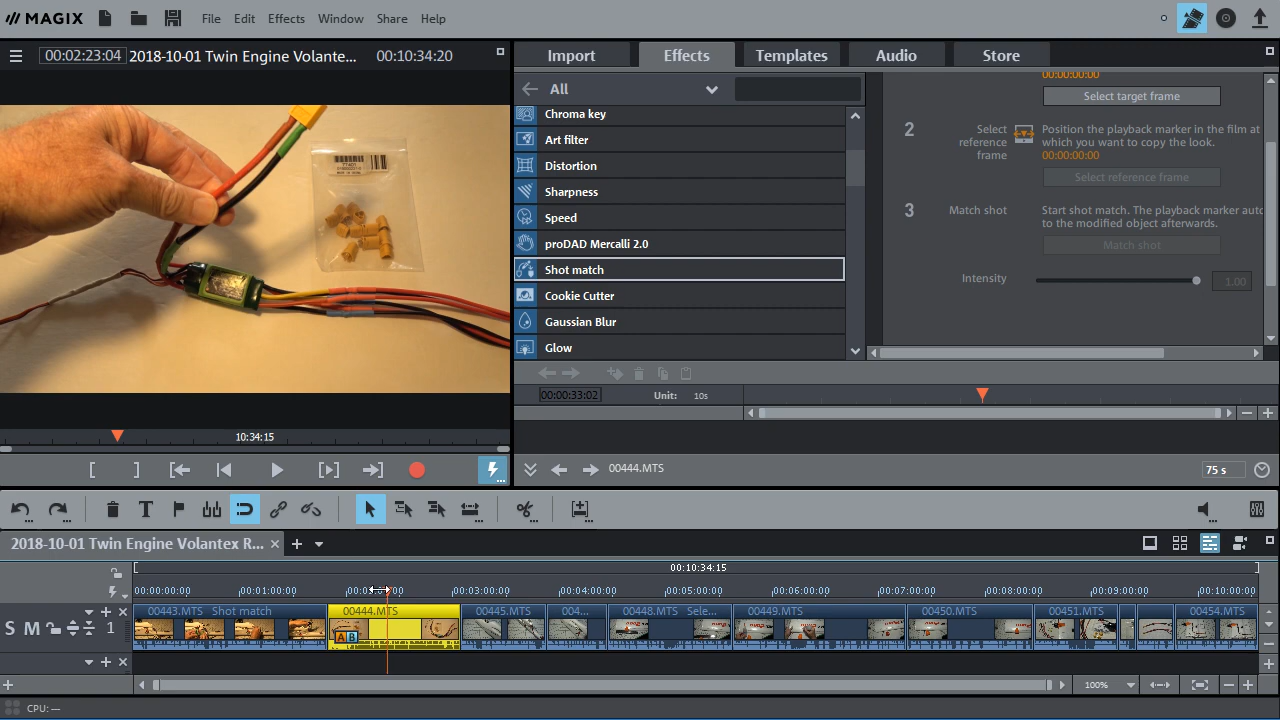 MAGIX File Edit Effects Window Share Help
00:02:23:04 2018-10-01 Twin Engine Volante... 00:10:34:20
Import Effects Templates Audio Store
All
Chroma key
Art filter
Distortion
Sharpness
Speed
proDAD Mercalli 2.0
Shot match
Cookie Cutter
Gaussian Blur
Glow
00:00:00:00
Select target frame
2 Select reference frame
Position the playback marker in the film at
which you want to copy the look.
00:00:00:00
Select reference frame
3 Match shot
Start shot match. The playback marker auto
to the modified object afterwards.
Match shot
Intensity 1.00
00:00:33:02 Unit: 10s
10:34:15
00444.MTS 75 s
2018-10-01 Twin Engine Volantex R...
00:10:34:15
00:00:00:00 00:01:00:00 00:03:00:00 00:04:00:00 00:05:00:00 00:06:00:00 00:07:00:00 00:08:00:00 00:09:00:00 00:10:00:00
00443.MTS Shot match 00444.MTS 00445.MTS 004... 00448.MTS Sele... 00449.MTS 00450.MTS 00451.MTS 00454.MTS
S M 1
A B
100%
CPU: —